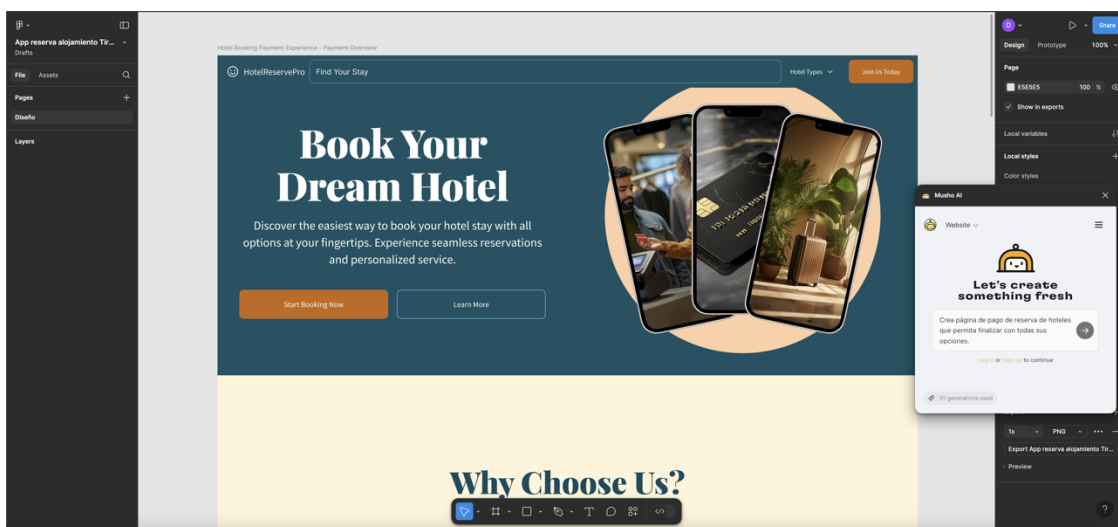 App reserva alojamiento Tir...
Drafts
File
Assets
Pages
Diseño
Layers
Hotel Booking Payment Experience - Payment Overview
HotelReservePro
Find Your Stay
Hotel Types
Join Us Today
Book Your
Dream Hotel
Discover the easiest way to book your hotel stay with all
options at your fingertips. Experience seamless reservations
and personalized service.
Start Booking Now
Learn More
Why Choose Us?
D
Share
Design
Prototype
100%
Page
E5E5E5
100
%
Show in exports
Local variables
Local styles
Color styles
Musho AI
Website
Let's create
something fresh
Crea página de pago de reserva de hoteles
que permita finalizar con todas sus
opciones.
Log in or Sign up to continue
1/1 generations used
1x
PNG
Export App reserva alojamiento Tir...
Preview
?